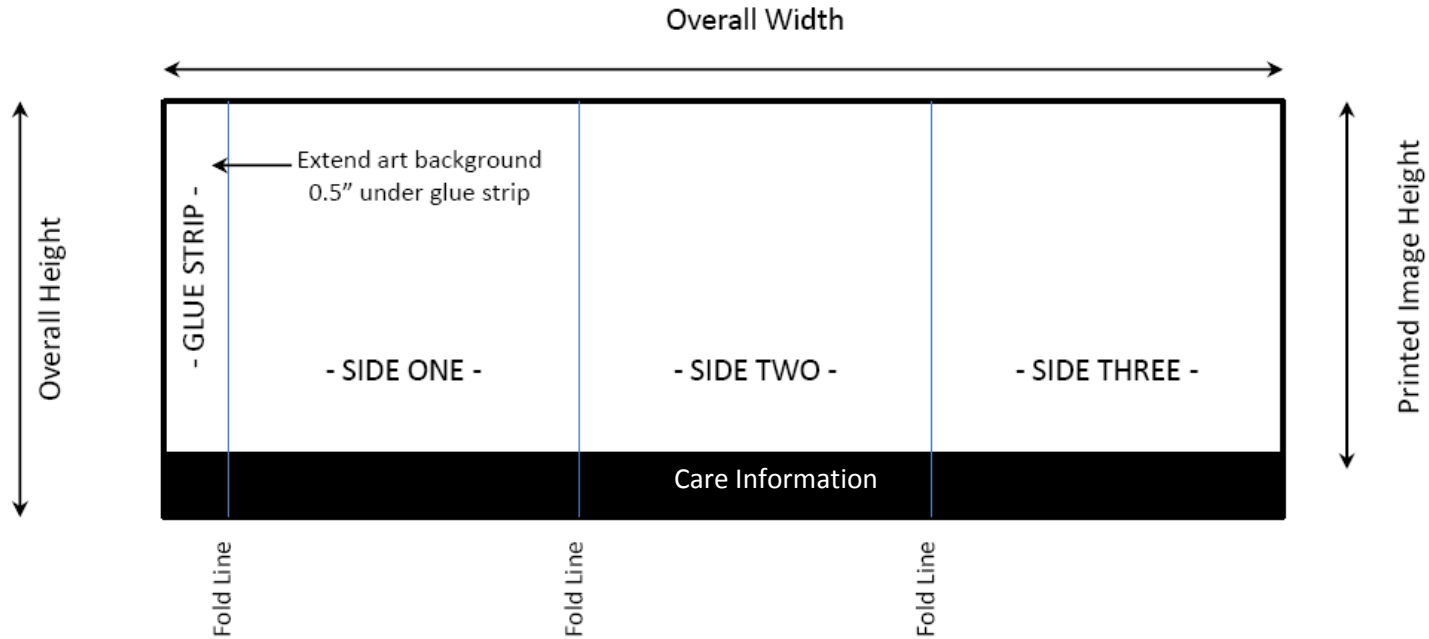 Overall Width
Overall Height
Printed Image Height
- GLUE STRIP -
Extend art background
0.5” under glue strip
- SIDE ONE -
- SIDE TWO -
- SIDE THREE -
Care Information
Fold Line
Fold Line
Fold Line